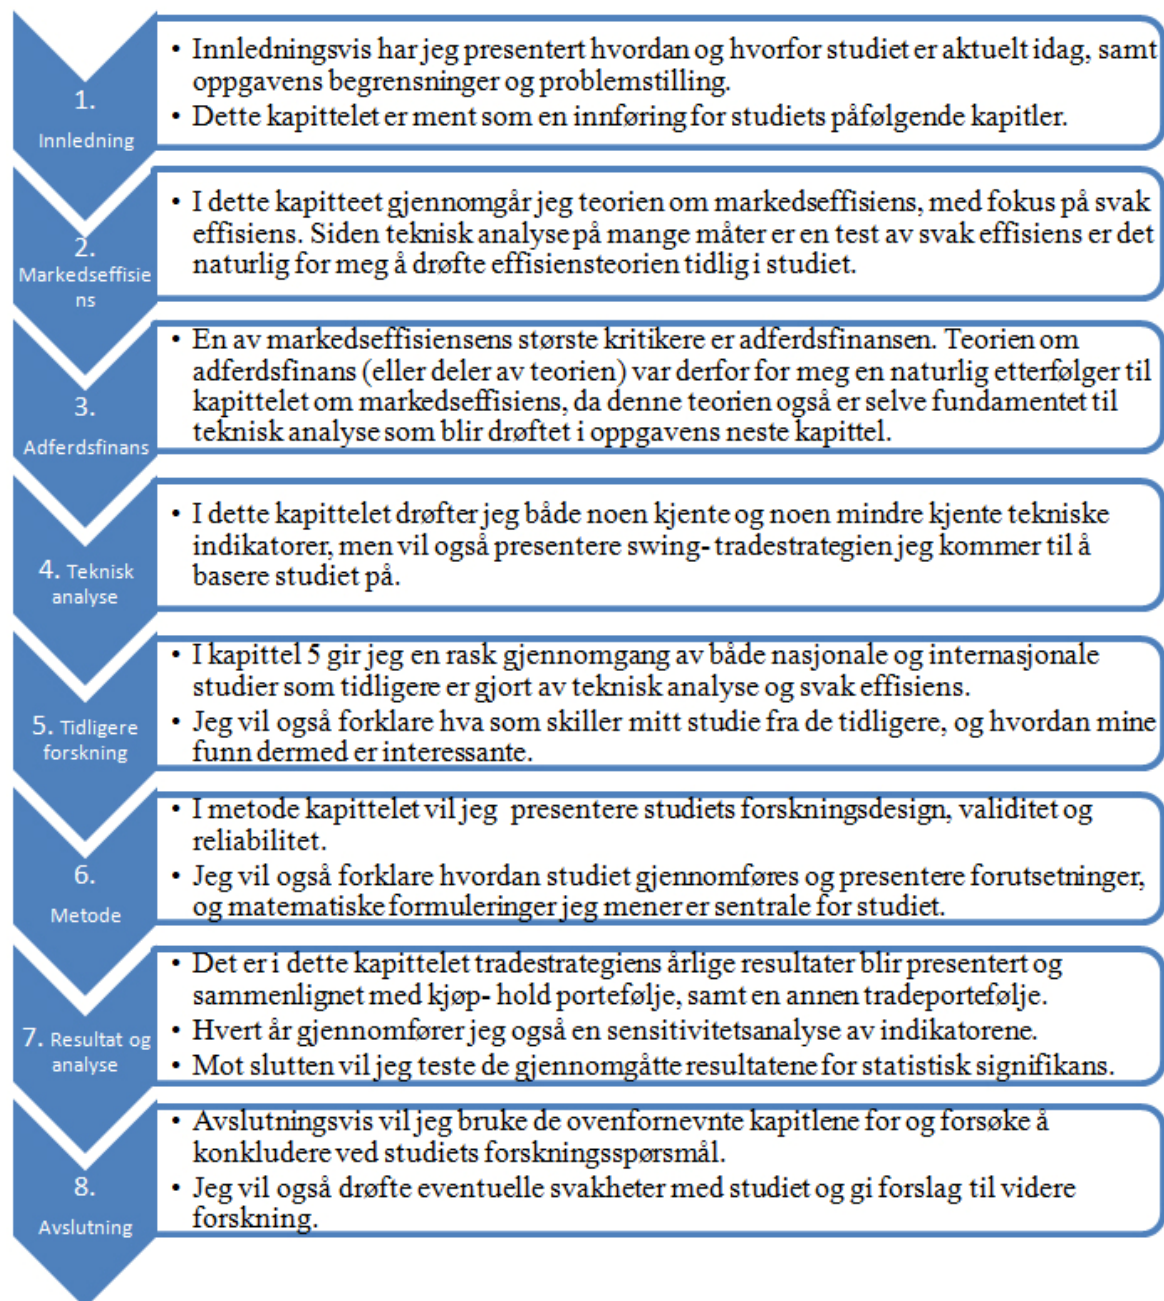 1.
Innledning
• Innledningsvis har jeg presentert hvordan og hvorfor studiet er aktuelt idag, samt
oppgavens begrensninger og problemstilling.
• Dette kapittelet er ment som en innføring for studiets påfølgende kapitler.
2.
Markedseffisie
ns
• I dette kapitteet gjennomgår jeg teorien om markedseffisiens, med fokus på svak
effisiens. Siden teknisk analyse på mange måter er en test av svak effisiens er det
naturlig for meg å drøfte effisiensteorien tidlig i studiet.
3.
Adferdsfinans
• En av markedseffisiensens største kritikere er adferdsfinansen. Teorien om
adferdsfinans (eller deler av teorien) var derfor for meg en naturlig etterfølger til
kapittelet om markedseffisiens, da denne teorien også er selve fundamentet til
teknisk analyse som blir drøftet i oppgavens neste kapittel.
4. Teknisk
analyse
• I dette kapittelet drøfter jeg både noen kjente og noen mindre kjente tekniske
indikatorer, men vil også presentere swing- tradestrategien jeg kommer til å
basere studiet på.
5. Tidligere
forskning
• I kapittel 5 gir jeg en rask gjennomgang av både nasjonale og internasjonale
studier som tidligere er gjort av teknisk analyse og svak effisiens.
• Jeg vil også forklare hva som skiller mitt studie fra de tidligere, og hvordan mine
funn dermed er interessante.
6.
Metode
• I metode kapittelet vil jeg presentere studiets forskningsdesign, validitet og
reliabilitet.
• Jeg vil også forklare hvordan studiet gjennomføres og presentere forutsetninger,
og matematiske formuleringer jeg mener er sentrale for studiet.
7. Resultat og
analyse
• Det er i dette kapittelet tradestrategiens årlige resultater blir presentert og
sammenlignet med kjøp- hold portefølje, samt en annen tradeportefølje.
• Hvert år gjennomfører jeg også en sensitivitetsanalyse av indikatorene.
• Mot slutten vil jeg teste de gjennomgåtte resultatene for statistisk signifikans.
8.
Avslutning
• Avslutningsvis vil jeg bruke de ovenfornevnte kapitlene for og forsøke å
konkludere ved studiets forskningsspørsmål.
• Jeg vil også drøfte eventuelle svakheter med studiet og gi forslag til videre
forskning.